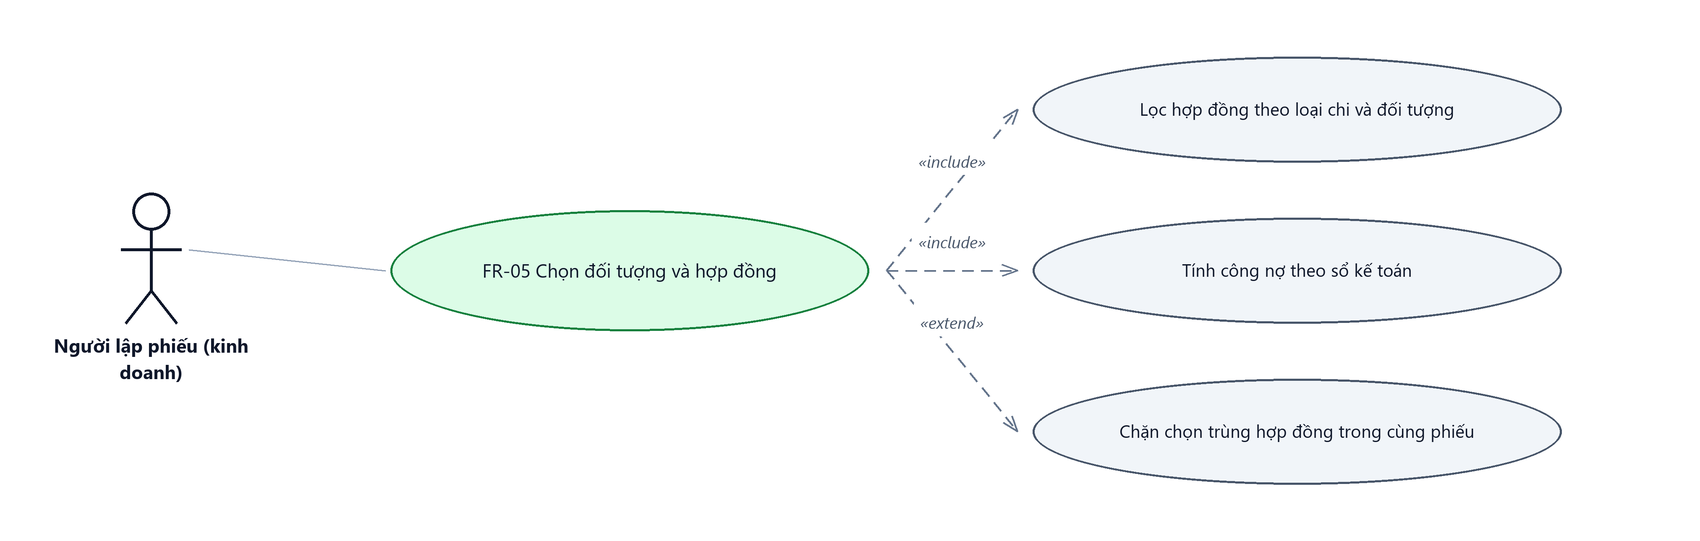 Lọc hợp đồng theo loại chi và đối tượng
«include»
«include»
FR-05 Chọn đối tượng và hợp đồng
Tính công nợ theo sổ kế toán
«extend»
Người lập phiếu (kinh
doanh)
Chặn chọn trùng hợp đồng trong cùng phiếu